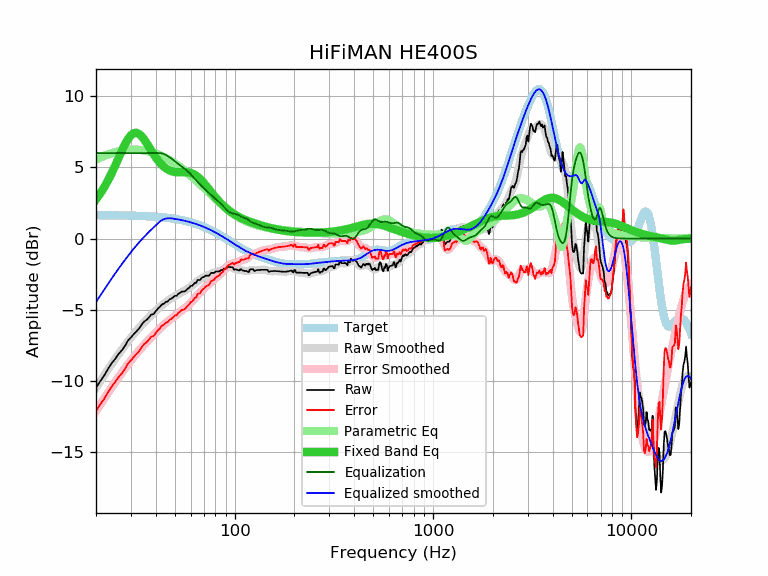 HiFiMAN HE400S
10
5
0
−5
−10
−15
Amplitude (dBr)
Target
Raw Smoothed
Error Smoothed
Raw
Error
Parametric Eq
Fixed Band Eq
Equalization
Equalized smoothed
100
1000
10000
Frequency (Hz)